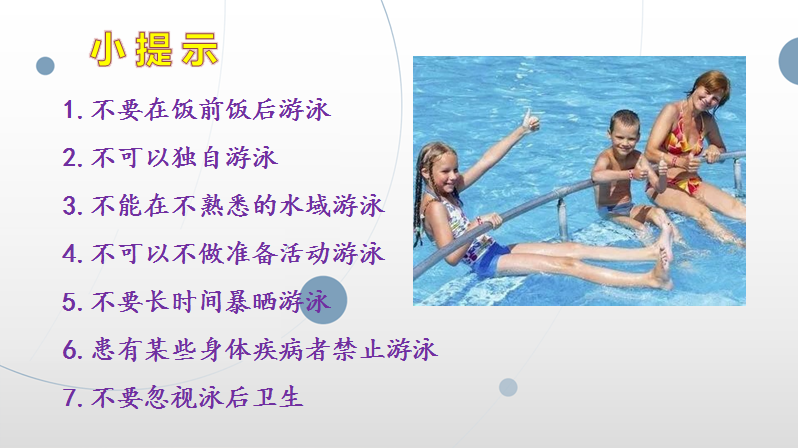 小提示
1.不要在饭前饭后游泳
2.不可以独自游泳
3.不能在不熟悉的水域游泳
4.不可以不做准备活动游泳
5.不要长时间暴晒游泳
6.患有某些身体疾病者禁止游泳
7.不要忽视泳后卫生